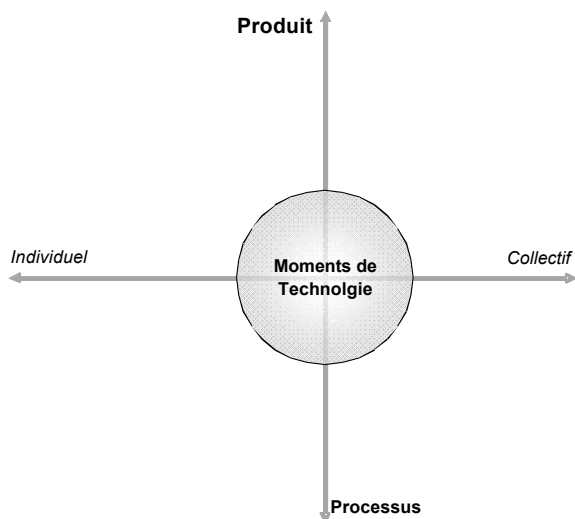 Produit
Individuel
Collectif
Moments de
Technolgie
Processus